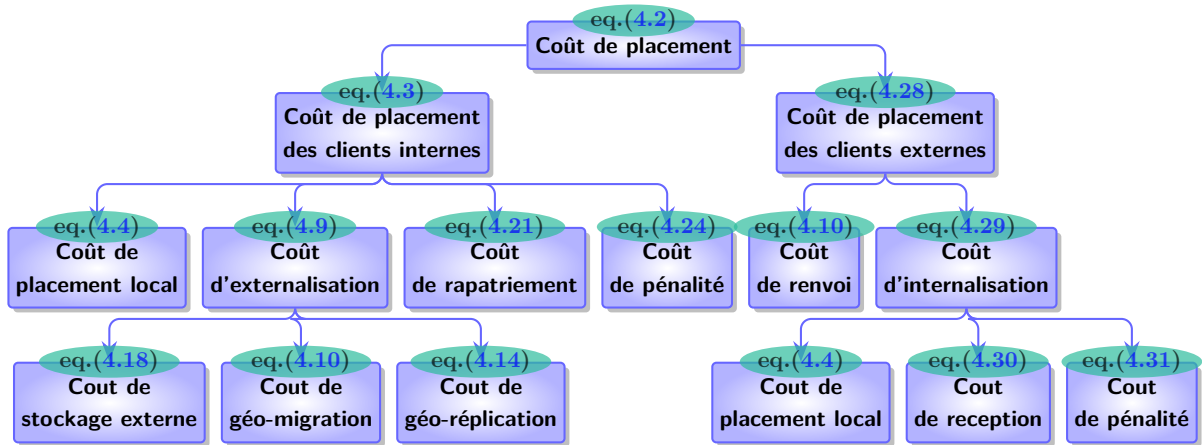 eq.(4.2)
Coût de placement
eq.(4.3)
Coût de placement
des clients internes
eq.(4.28)
Coût de placement
des clients externes
eq.(4.4)
Coût de
placement local
eq.(4.9)
Coût
d'externalisation
eq.(4.21)
Coût
de rapatriement
eq.(4.24)
Coût
de pénalité
eq.(4.10)
Coût
de renvoi
eq.(4.29)
Coût
d'internalisation
eq.(4.18)
Cout de
stockage externe
eq.(4.10)
Cout de
géo-migration
eq.(4.14)
Cout de
géo-réplication
eq.(4.4)
Cout de
placement local
eq.(4.30)
Cout
de reception
eq.(4.31)
Cout
de pénalité